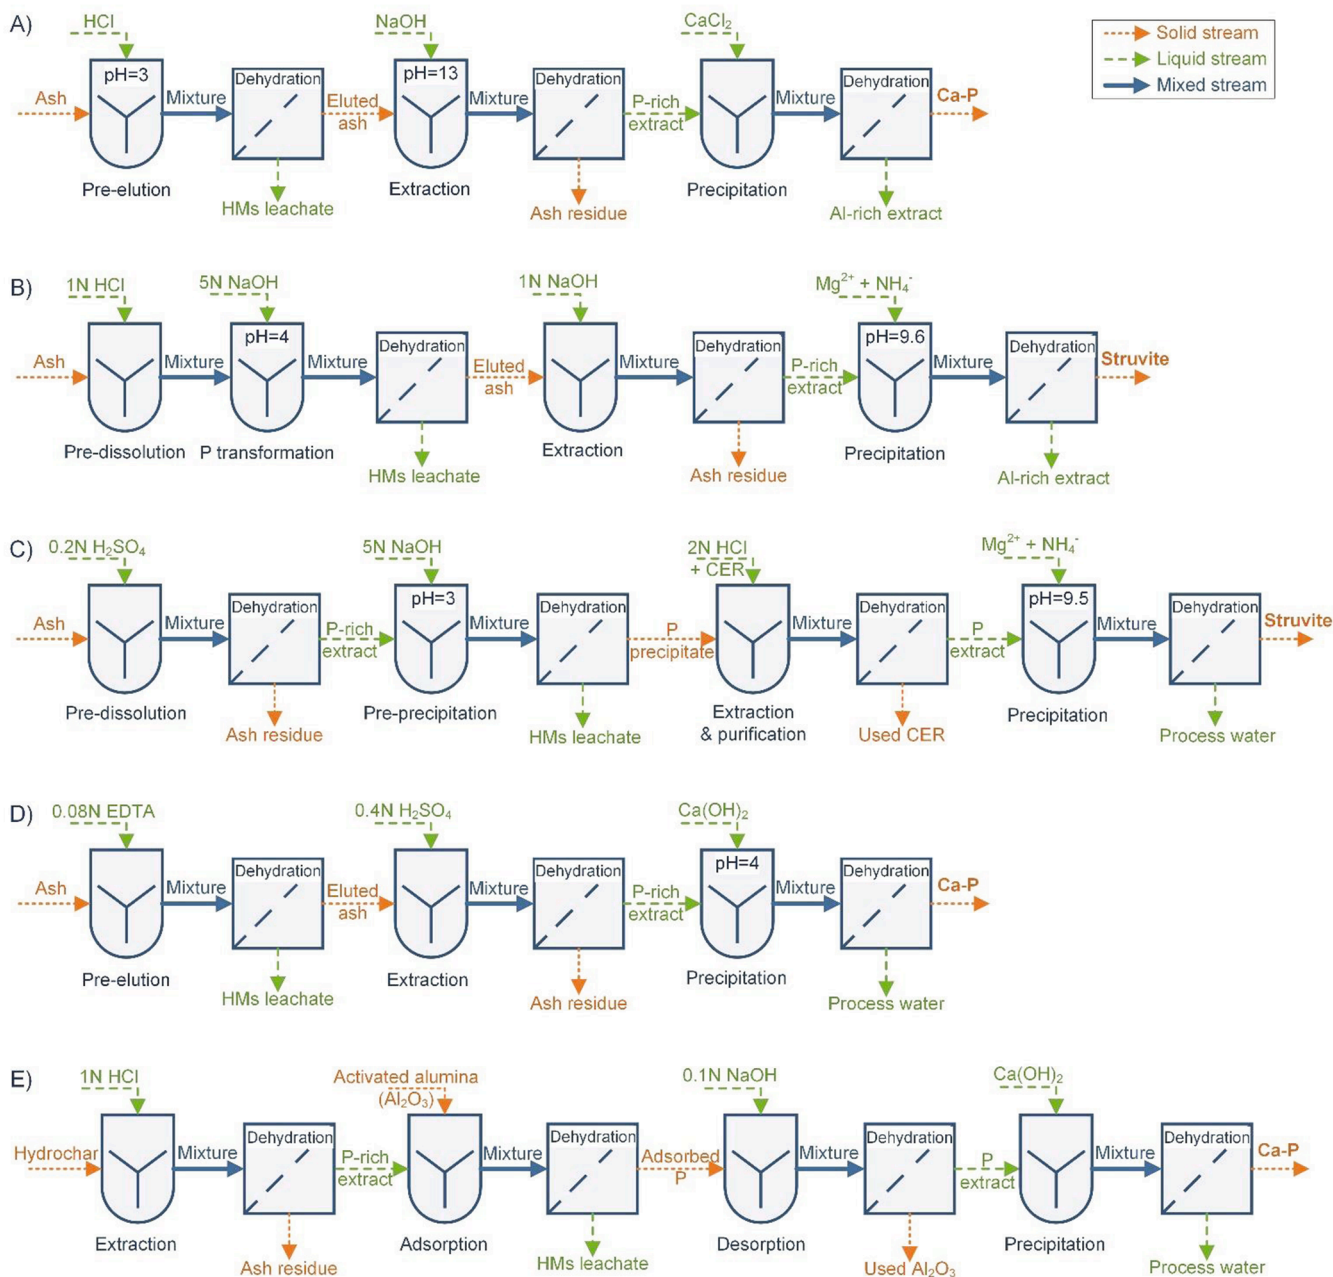 A)
HCl
NaOH
CaCl₂
Solid stream
Liquid stream
Mixed stream
pH=3
Dehydration
pH=13
Dehydration
Dehydration
Ash
Mixture
Eluted
ash
Mixture
P-rich
extract
Mixture
Ca-P
Pre-elution
Extraction
Precipitation
HMs leachate
Ash residue
Al-rich extract
B)
1N HCl
5N NaOH
1N NaOH
Mg²⁺ + NH₄⁻
pH=4
Dehydration
Dehydration
pH=9.6
Dehydration
Ash
Mixture
Mixture
Eluted
ash
Mixture
P-rich
extract
Mixture
Struvite
Pre-dissolution
P transformation
Extraction
Precipitation
HMs leachate
Ash residue
Al-rich extract
C)
0.2N H₂SO₄
5N NaOH
2N HCl
+ CER
Mg²⁺ + NH₄⁻
Dehydration
pH=3
Dehydration
Dehydration
pH=9.5
Dehydration
Ash
Mixture
P-rich
extract
Mixture
P
precipitate
Mixture
P
extract
Mixture
Struvite
Pre-dissolution
Pre-precipitation
Extraction
& purification
Precipitation
Ash residue
HMs leachate
Used CER
Process water
D)
0.08N EDTA
0.4N H₂SO₄
Ca(OH)₂
Dehydration
Dehydration
pH=4
Dehydration
Ash
Mixture
Eluted
ash
Mixture
P-rich
extract
Mixture
Ca-P
Pre-elution
Extraction
Precipitation
HMs leachate
Ash residue
Process water
E)
1N HCl
Activated alumina
(Al₂O₃)
0.1N NaOH
Ca(OH)₂
Dehydration
Dehydration
Dehydration
Dehydration
Hydrochar
Mixture
P-rich
extract
Mixture
Adsorbed
P
Mixture
P
extract
Mixture
Ca-P
Extraction
Adsorption
Desorption
Precipitation
Ash residue
HMs leachate
Used Al₂O₃
Process water